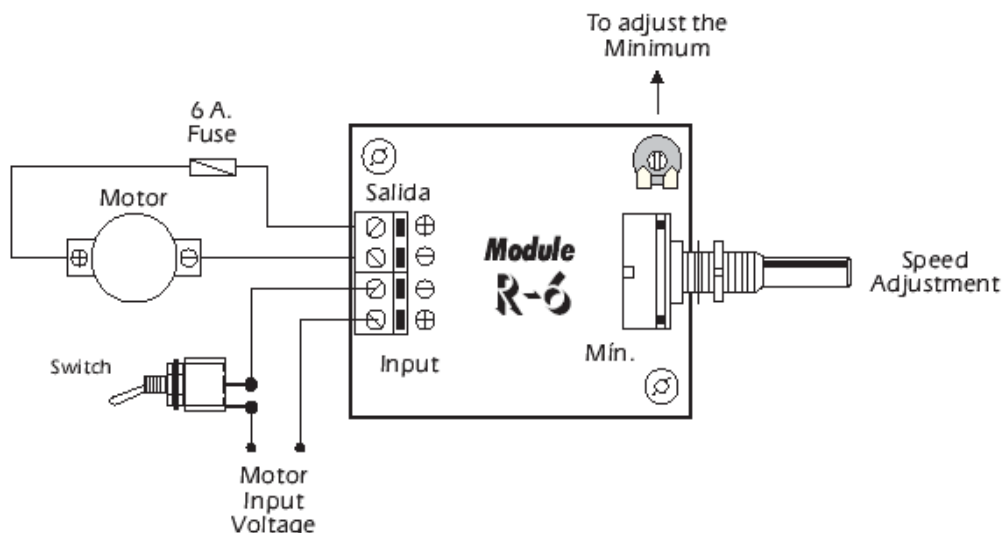 To adjust the
Minimum
6 A.
Fuse
Motor
Salida
Module
R-6
Speed
Adjustment
Mín.
Input
Switch
Motor
Input
Voltage